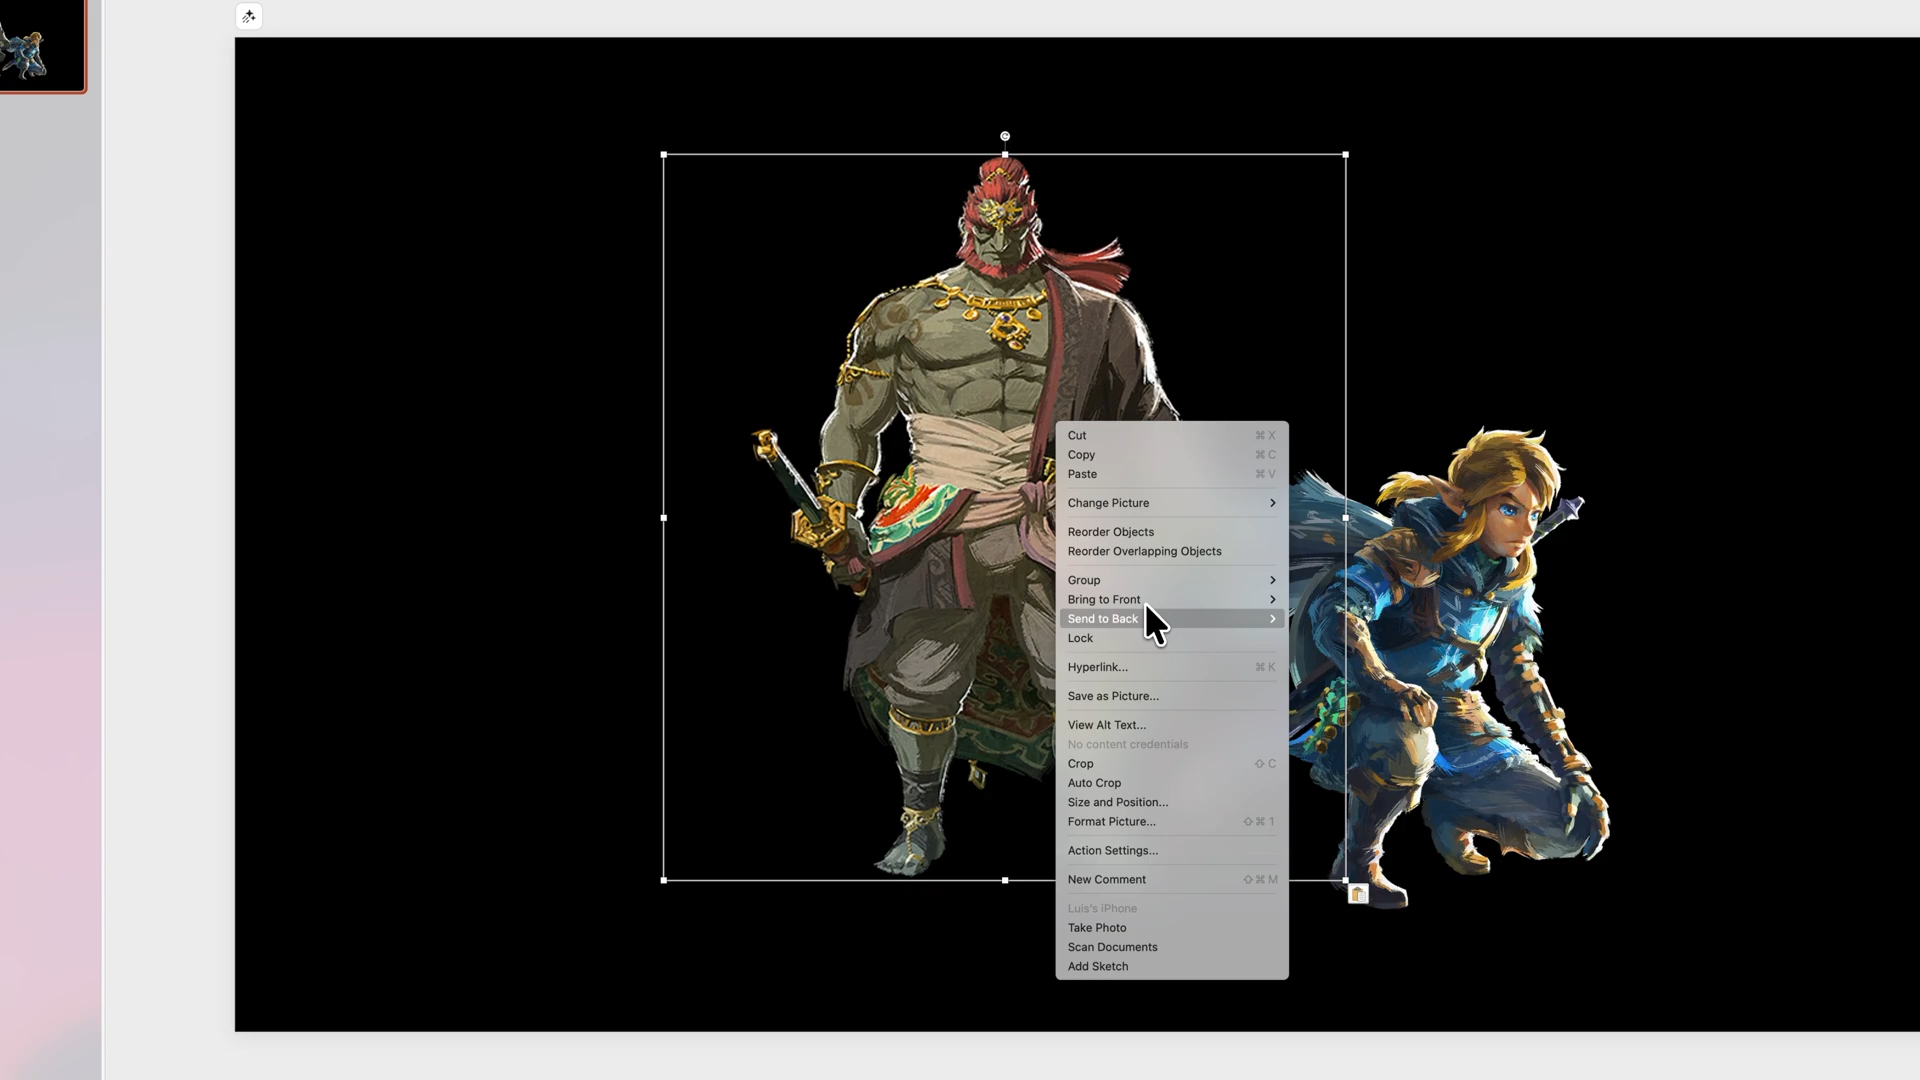 Cut ⌘ X
Copy ⌘ C
Paste ⌘ V
Change Picture
Reorder Objects
Reorder Overlapping Objects
Group
Bring to Front
Send to Back
Lock
Hyperlink... ⌘ K
Save as Picture...
View Alt Text...
No content credentials
Crop ⇧ C
Auto Crop
Size and Position...
Format Picture... ⇧⌘ 1
Action Settings...
New Comment ⇧⌘ M
Luis's iPhone
Take Photo
Scan Documents
Add Sketch